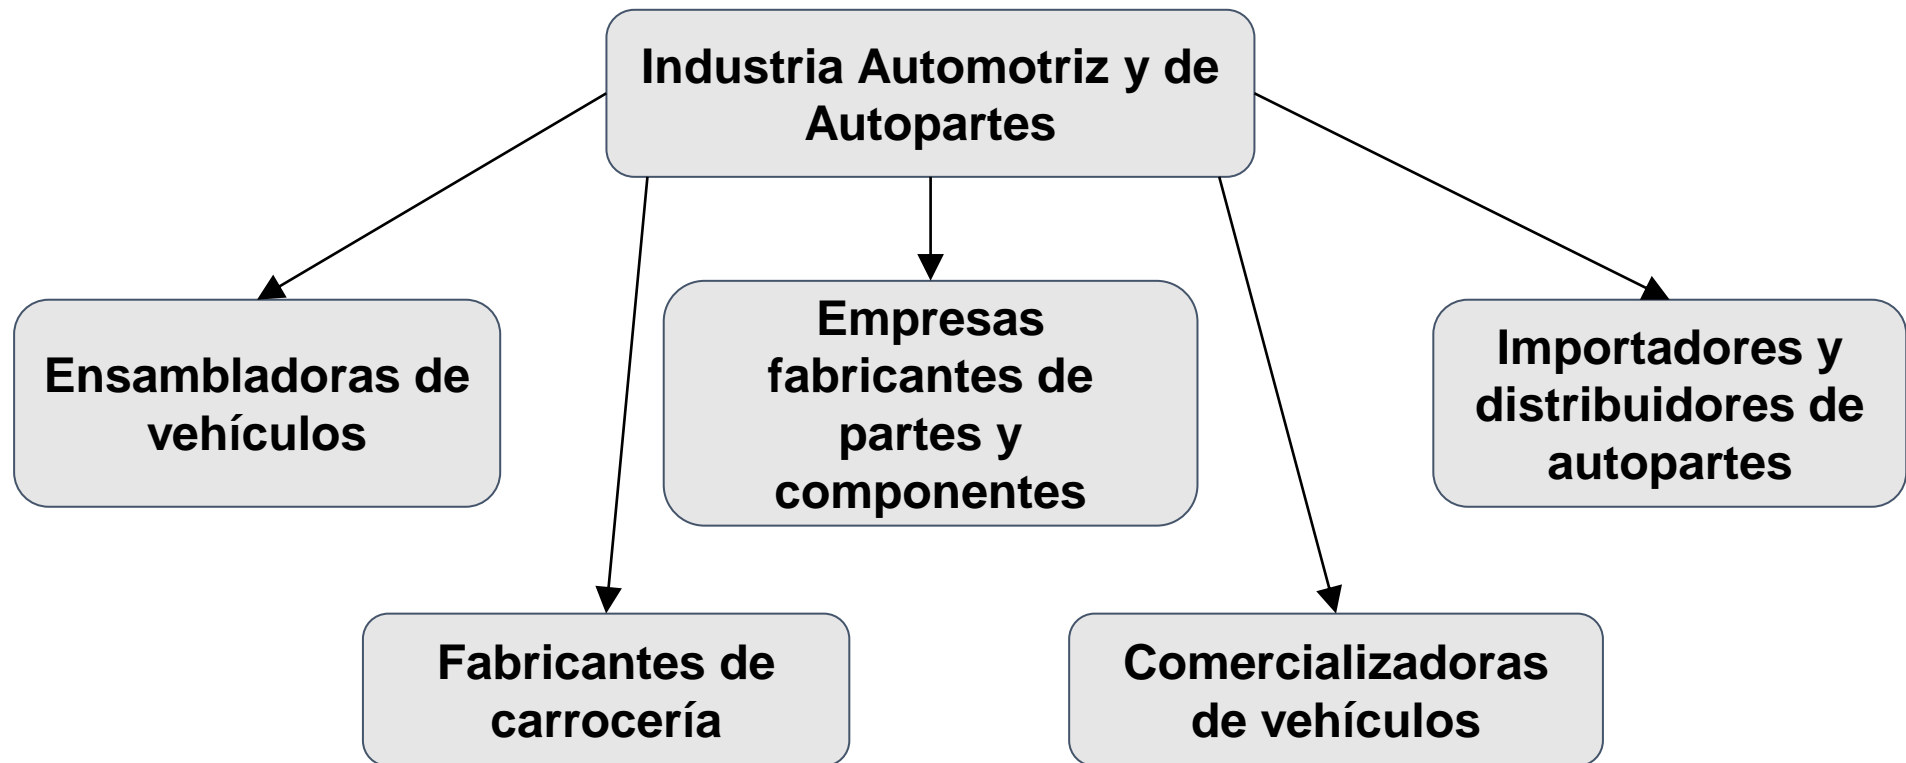 Industria Automotriz y de
Autopartes
Ensambladoras de
vehículos
Empresas
fabricantes de
partes y
componentes
Importadores y
distribuidores de
autopartes
Fabricantes de
carrocería
Comercializadoras
de vehículos